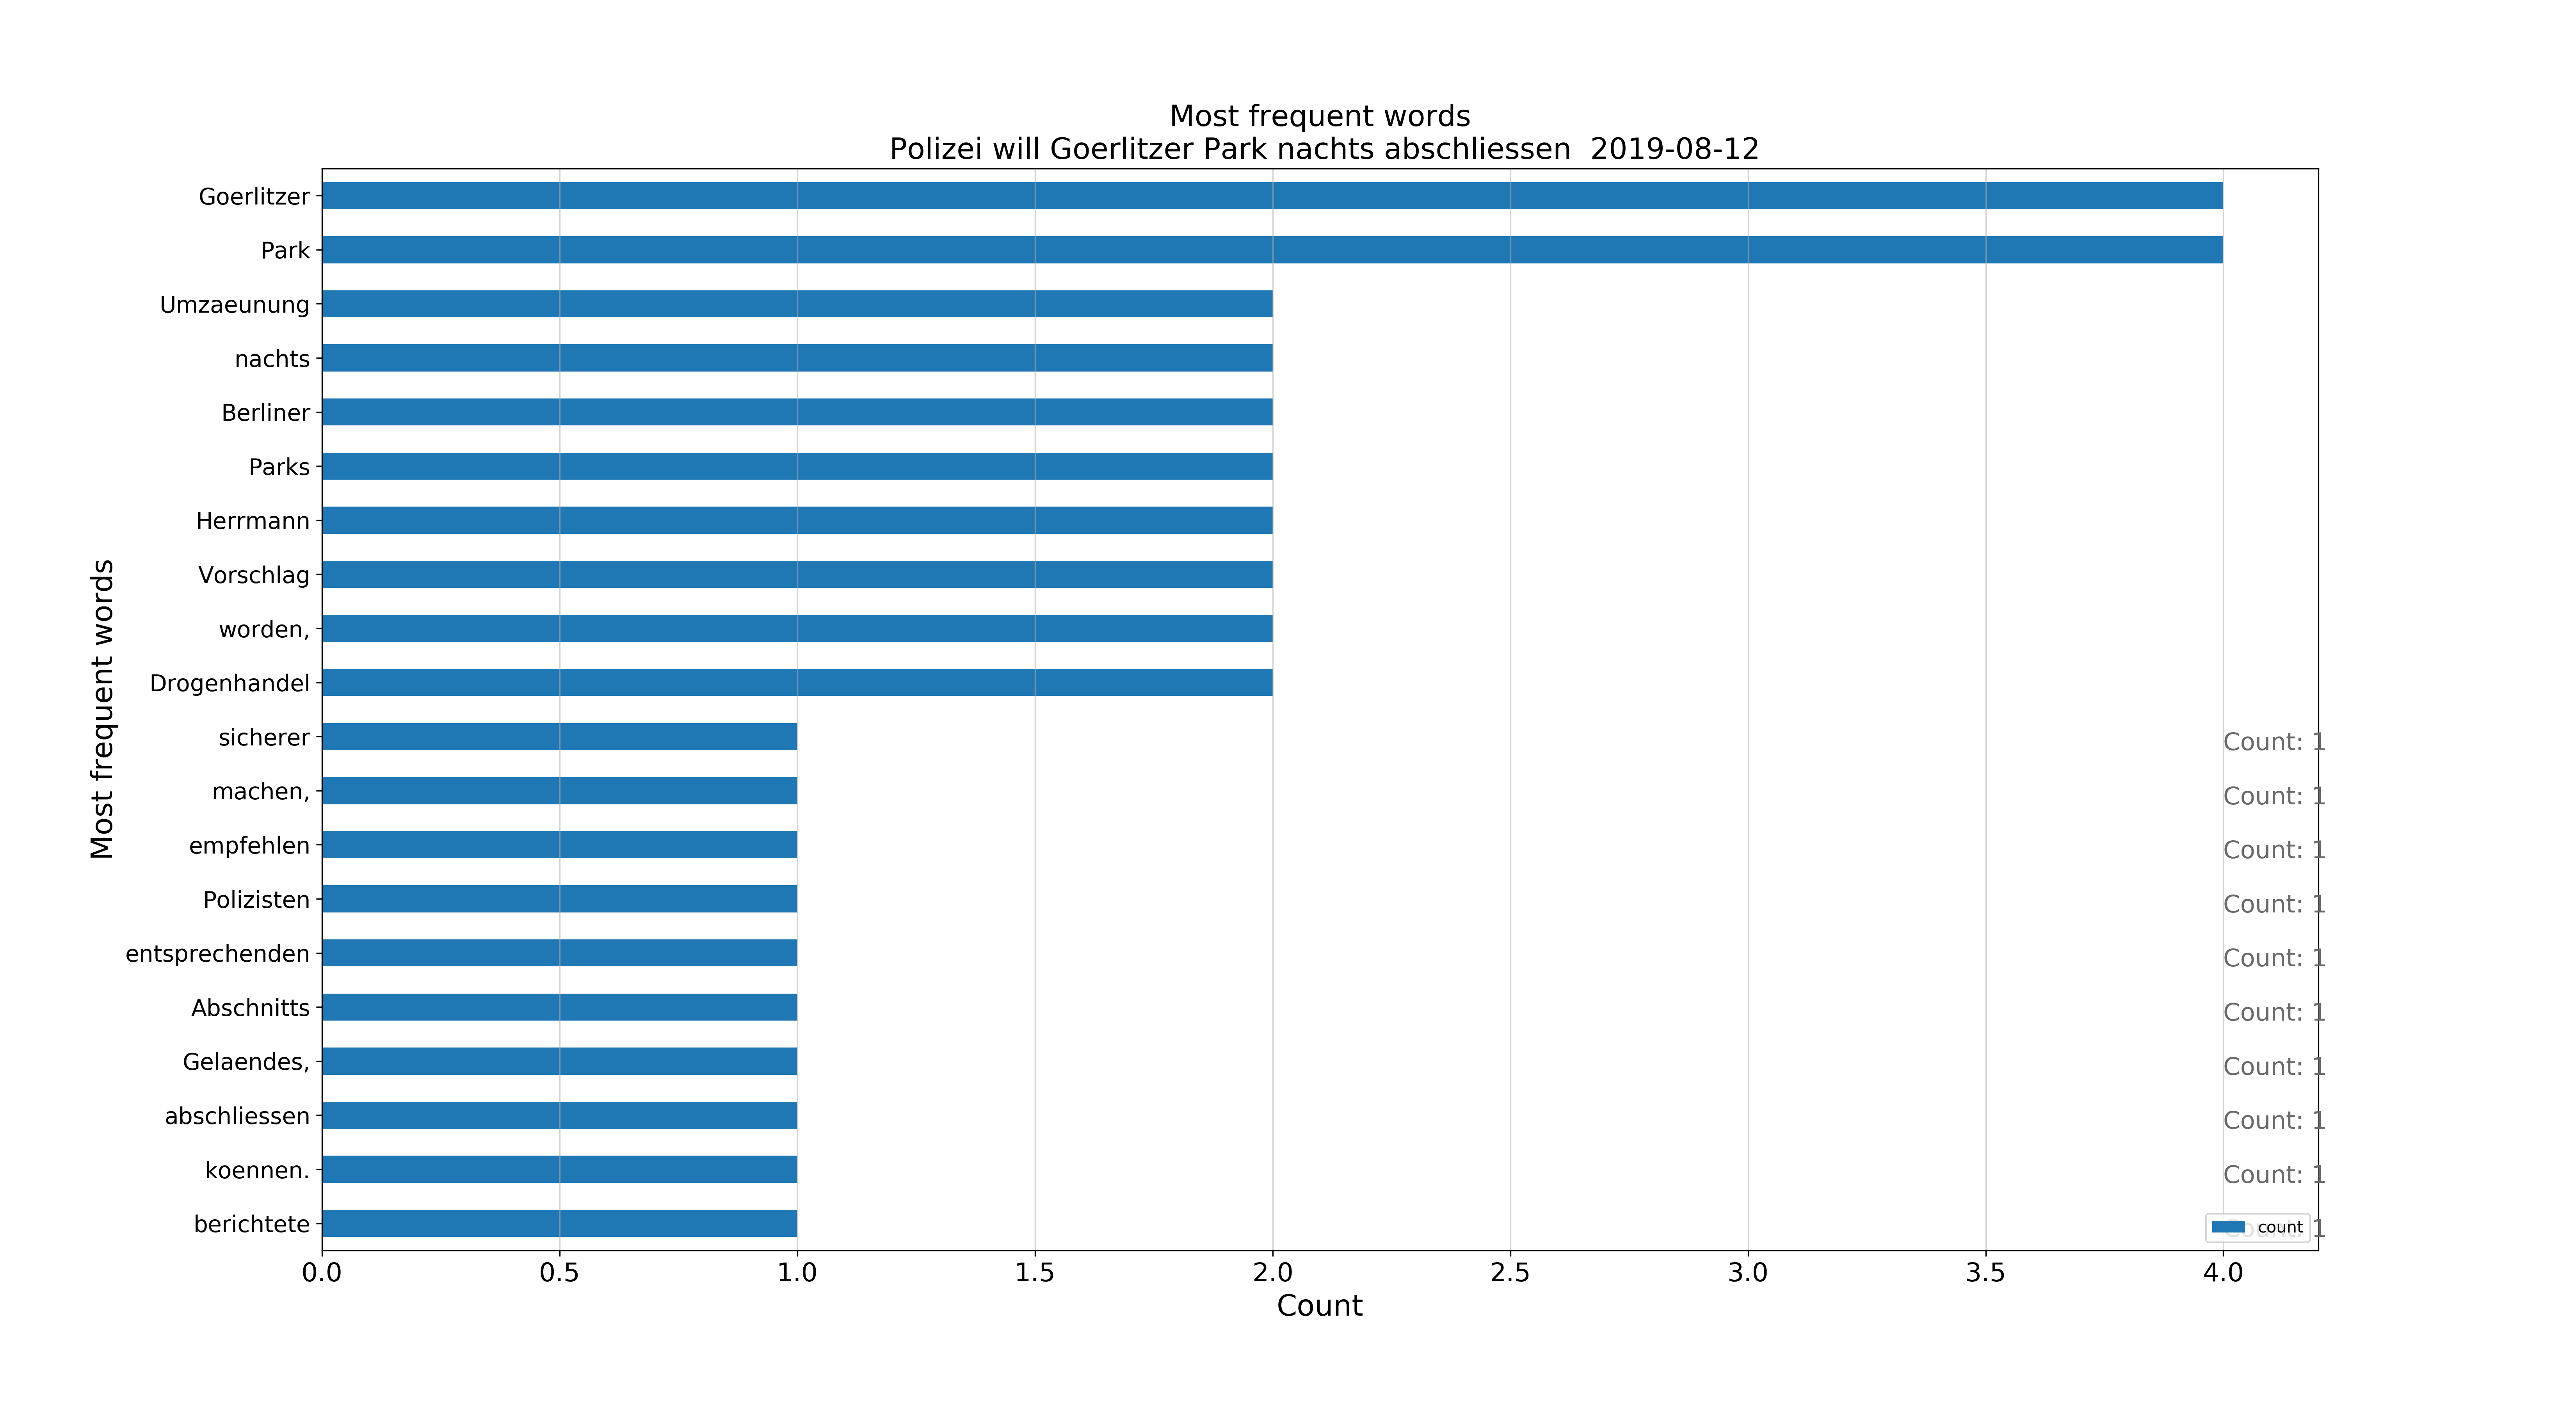 Most frequent words
Polizei will Goerlitzer Park nachts abschliessen  2019-08-12
Most frequent words
Goerlitzer
Park
Umzaeunung
nachts
Berliner
Parks
Herrmann
Vorschlag
worden,
Drogenhandel
sicherer Count: 1
machen, Count: 1
empfehlen Count: 1
Polizisten Count: 1
entsprechenden Count: 1
Abschnitts Count: 1
Gelaendes, Count: 1
abschliessen Count: 1
koennen. Count: 1
berichtete Count: 1
count
0.0 0.5 1.0 1.5 2.0 2.5 3.0 3.5 4.0
Count